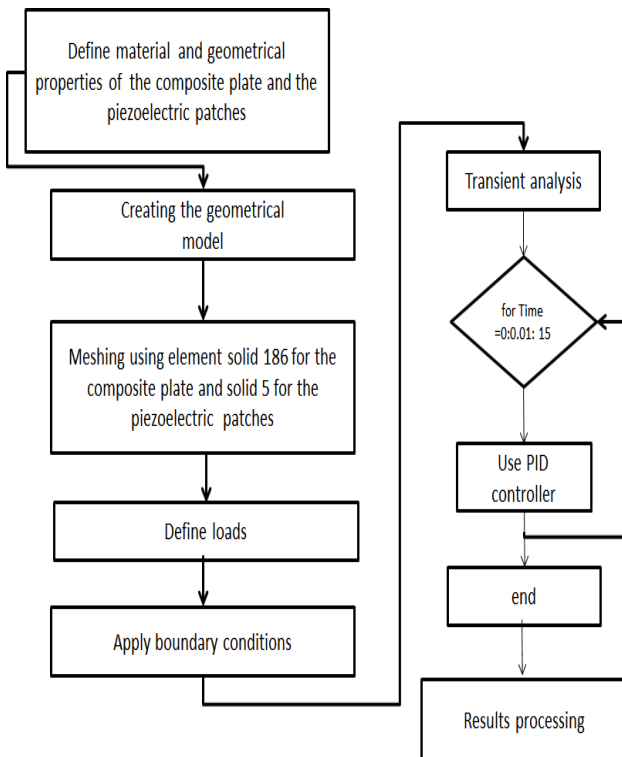 Define material and geometrical
properties of the composite plate and the
piezoelectric patches
Creating the geometrical
model
Meshing using element solid 186 for the
composite plate and solid 5 for the
piezoelectric patches
Define loads
Apply boundary conditions
Transient analysis
for Time
=0:0.01: 15
Use PID
controller
end
Results processing